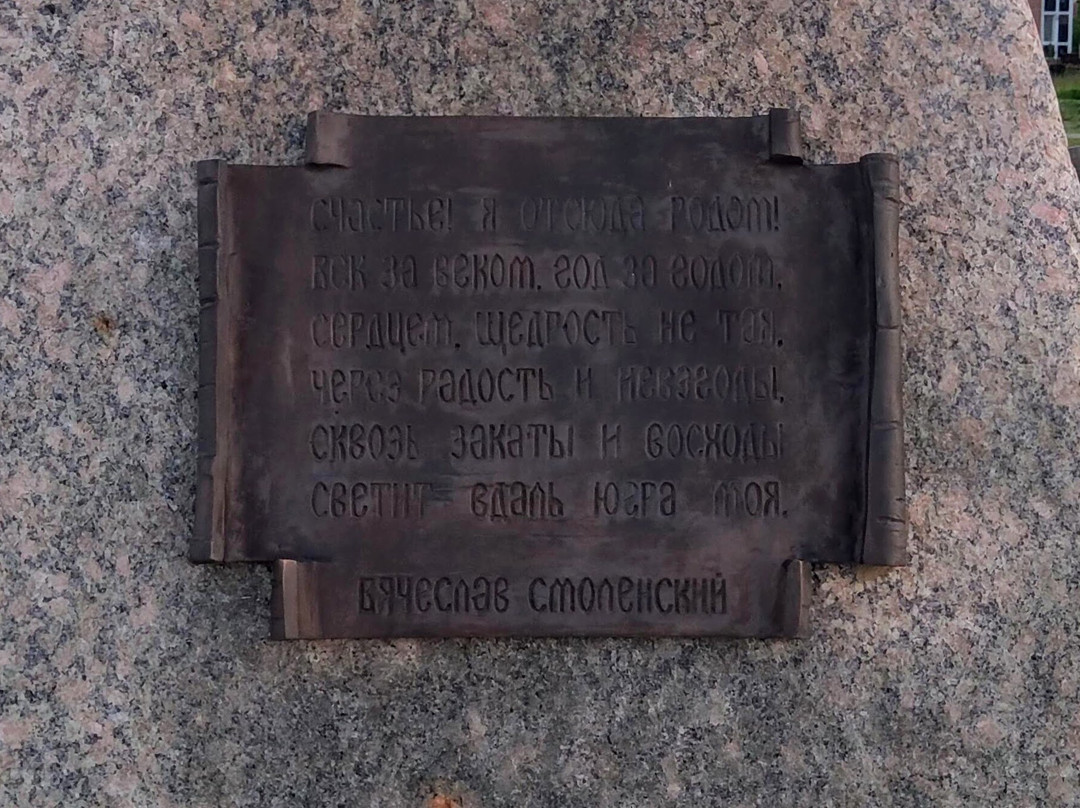 Счастье! Я отсюда родом!
Век за веком, год за годом,
сердцем, щедрость не тая,
через радость и невзгоды,
сквозь закаты и восходы
светит вдаль Югра моя.
Вячеслав Смоленский